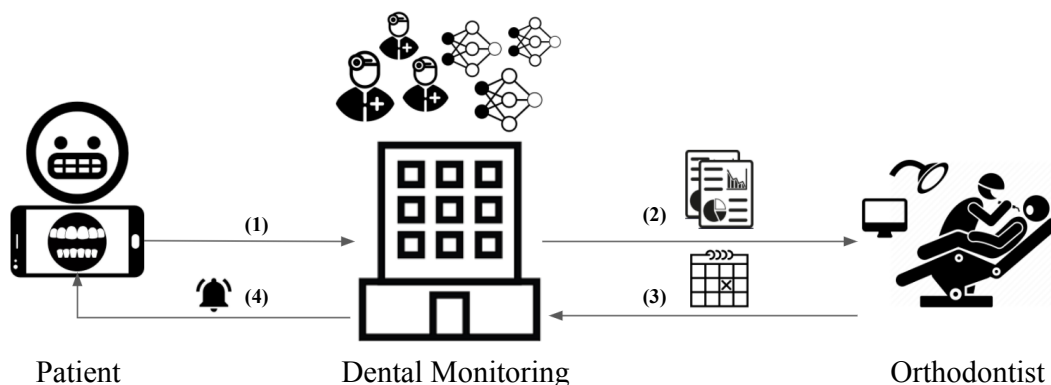 (1)
(2)
(4)
(3)
Patient
Dental Monitoring
Orthodontist